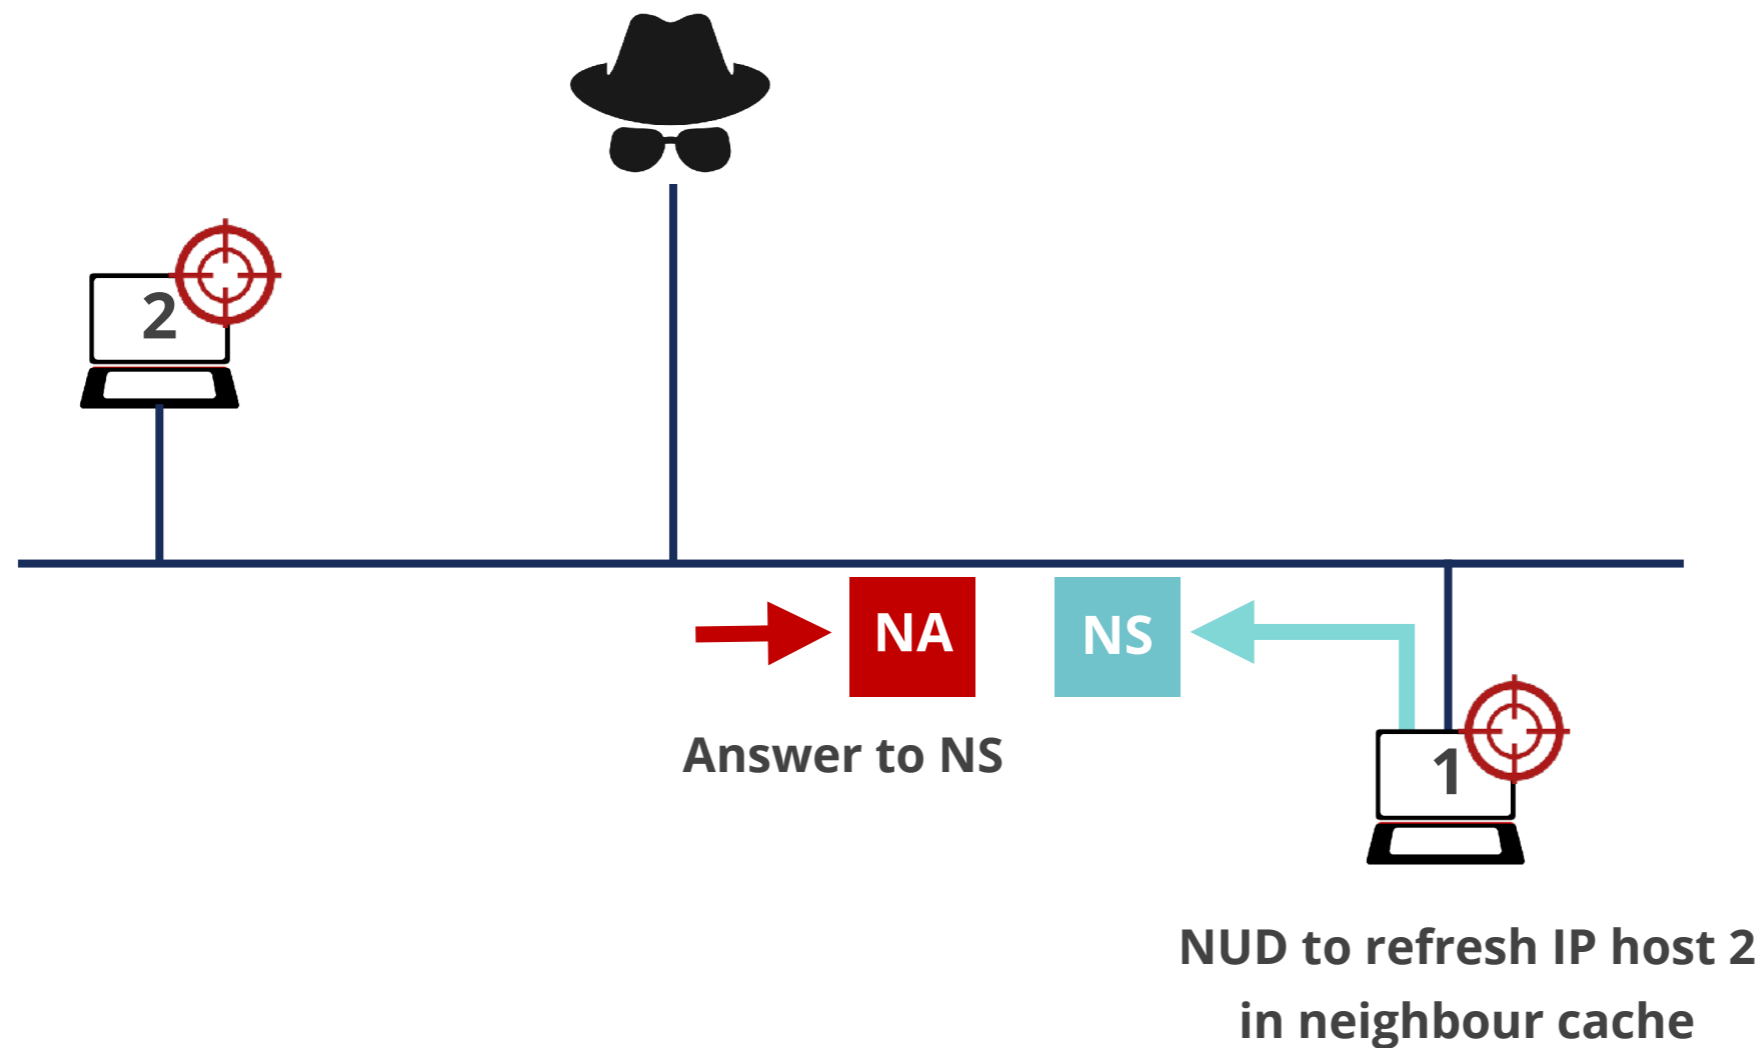 2
NA
NS
Answer to NS
1
NUD to refresh IP host 2
in neighbour cache